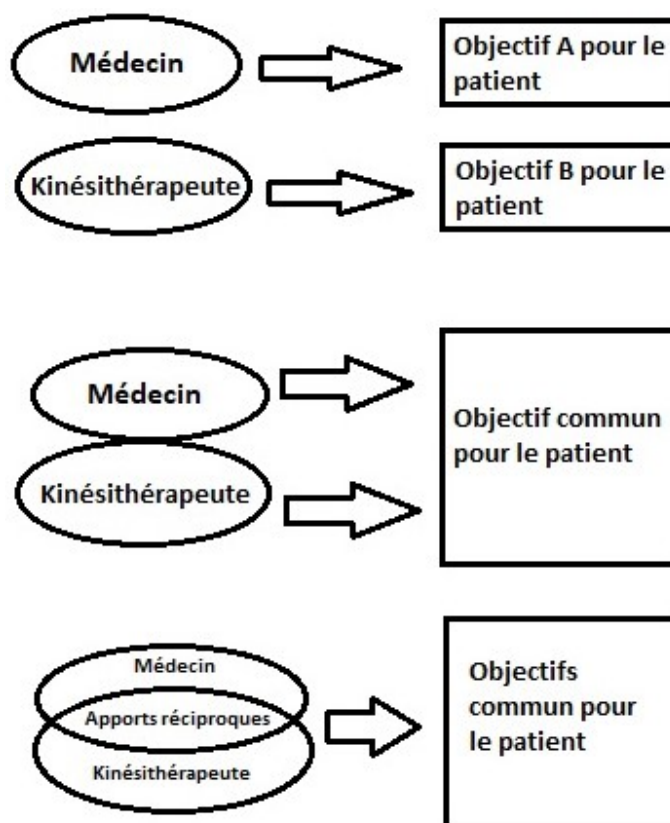 Médecin
Objectif A pour le
patient
Kinésithérapeute
Objectif B pour le
patient
Médecin
Kinésithérapeute
Objectif commun
pour le patient
Médecin
Apports réciproques
Kinésithérapeute
Objectifs
commun pour
le patient